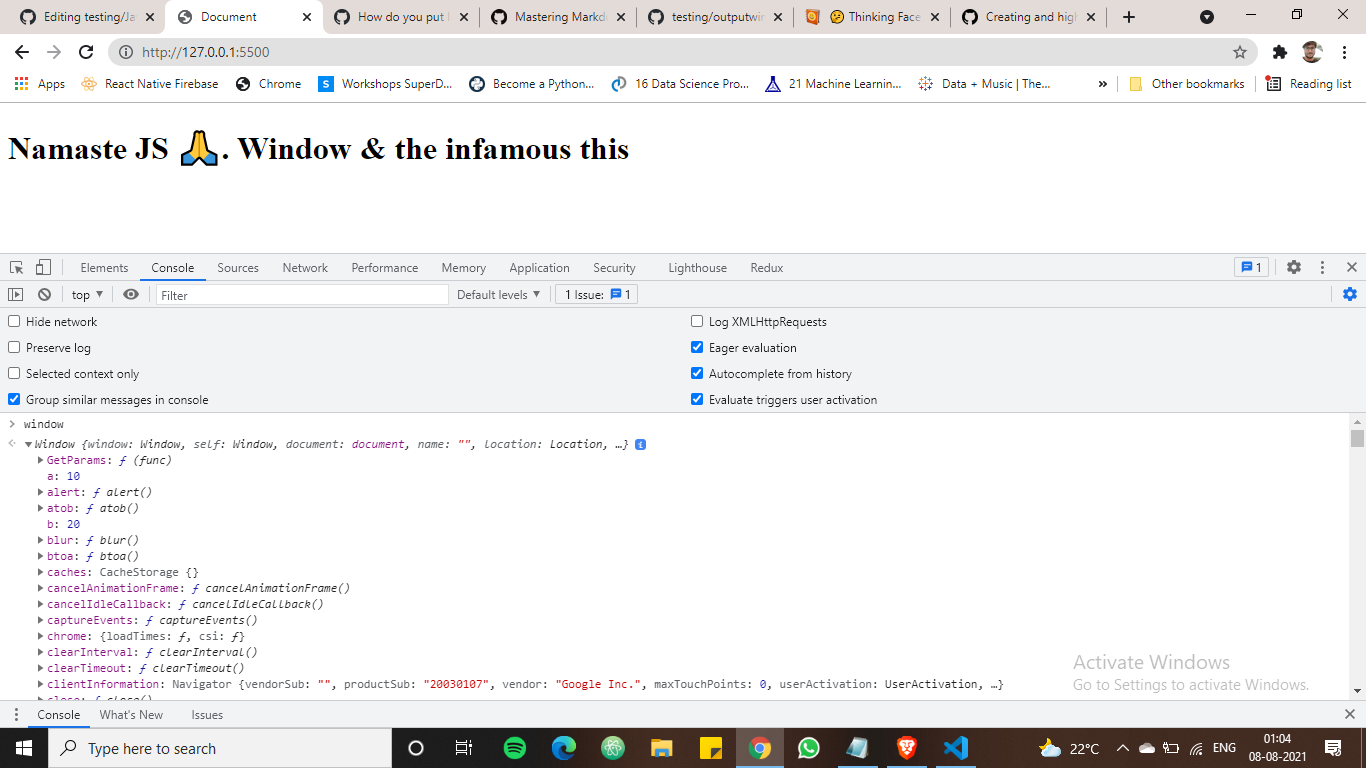 Editing testing/Ja
Document
How do you put
Mastering Markd
testing/outputwi
🤔 Thinking Face
Creating and hig
http://127.0.0.1:5500
Apps
React Native Firebase
Chrome
S
Workshops SuperD...
Become a Python...
16 Data Science Pro...
21 Machine Learnin...
Data + Music | The...
»
Other bookmarks
Reading list
Namaste JS 🙏. Window & the infamous this
Elements
Console
Sources
Network
Performance
Memory
Application
Security
Lighthouse
Redux
1
top
Filter
Default levels
1 Issue: 1
Hide network
Log XMLHttpRequests
Preserve log
Eager evaluation
Selected context only
Autocomplete from history
Group similar messages in console
Evaluate triggers user activation
> window
Window {window: Window, self: Window, document: document, name: "", location: Location, …}
GetParams: ƒ (func)
a: 10
alert: ƒ alert()
atob: ƒ atob()
b: 20
blur: ƒ blur()
btoa: ƒ btoa()
caches: CacheStorage {}
cancelAnimationFrame: ƒ cancelAnimationFrame()
cancelIdleCallback: ƒ cancelIdleCallback()
captureEvents: ƒ captureEvents()
chrome: {loadTimes: ƒ, csi: ƒ}
clearInterval: ƒ clearInterval()
clearTimeout: ƒ clearTimeout()
clientInformation: Navigator {vendorSub: "", productSub: "20030107", vendor: "Google Inc.", maxTouchPoints: 0, userActivation: UserActivation, …}
Activate Windows
Go to Settings to activate Windows.
Console
What's New
Issues
Type here to search
22°C
ENG
01:04
08-08-2021